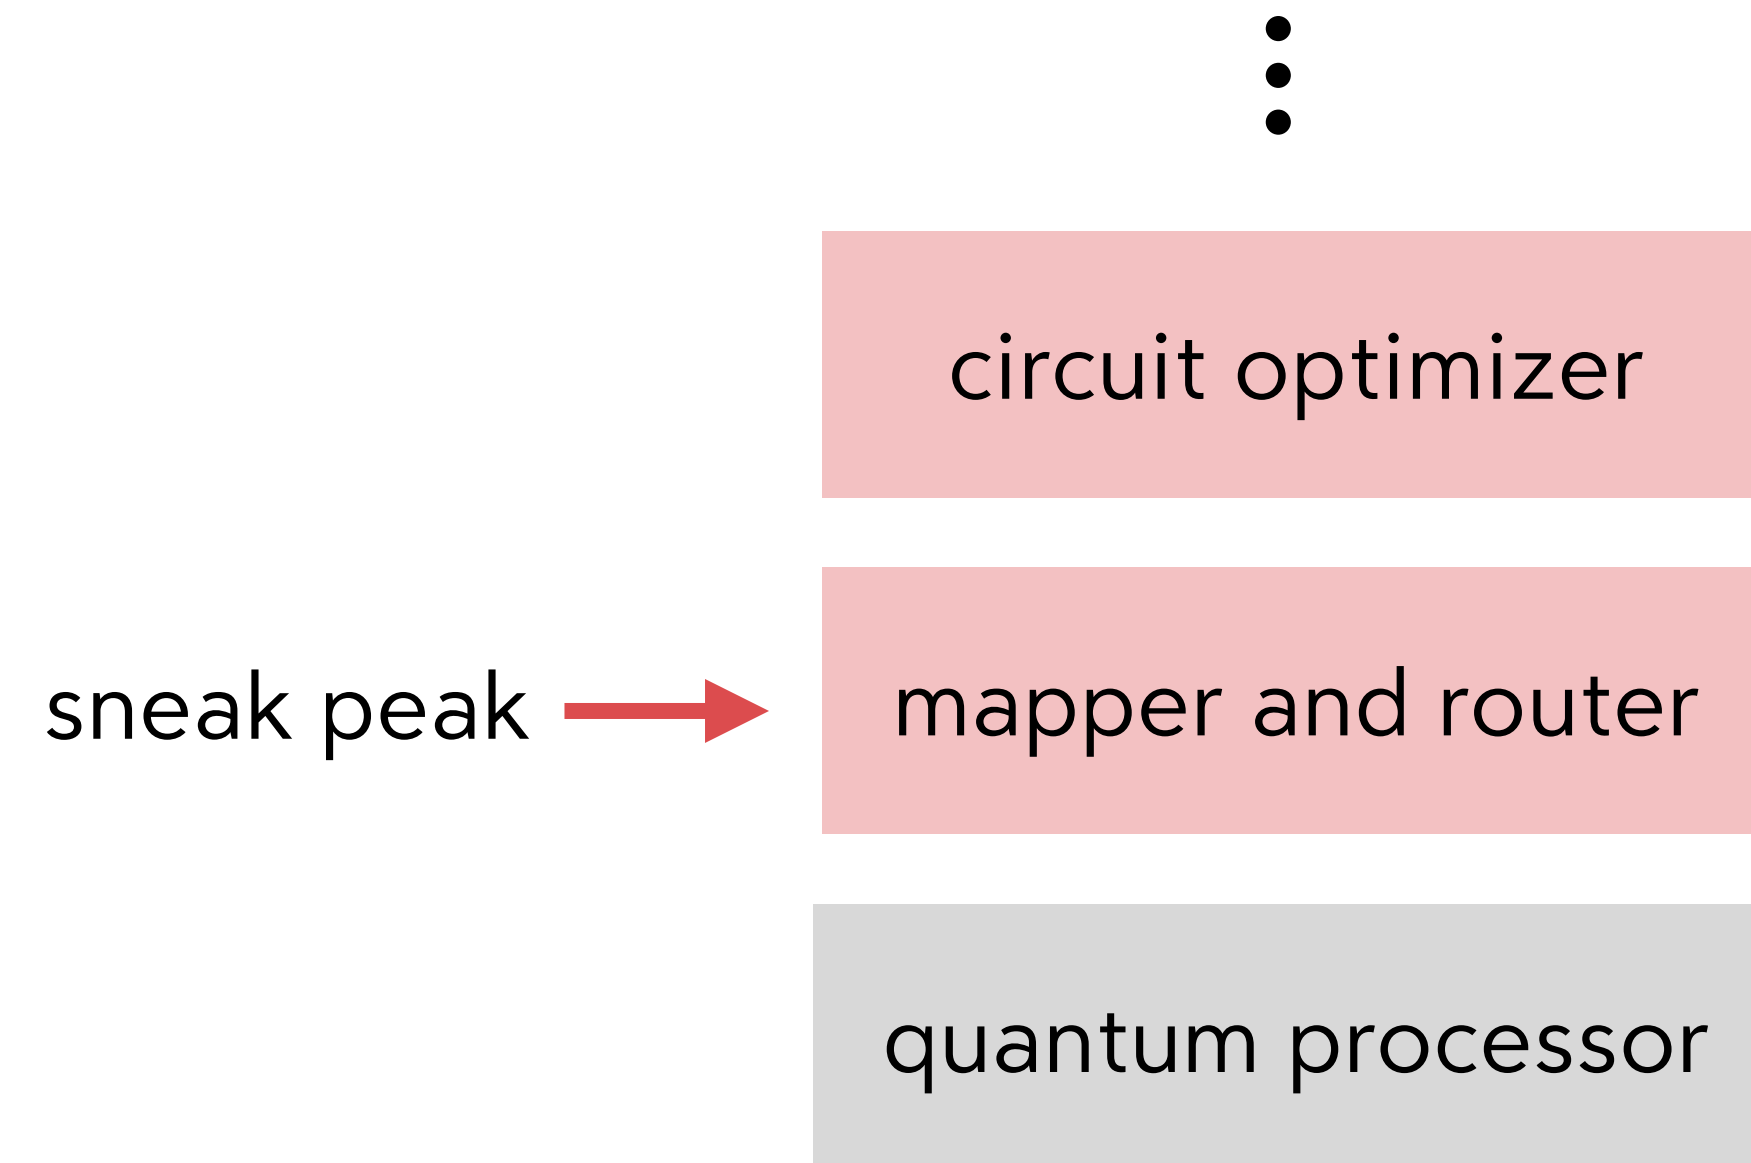 circuit optimizer
sneak peak
mapper and router
quantum processor